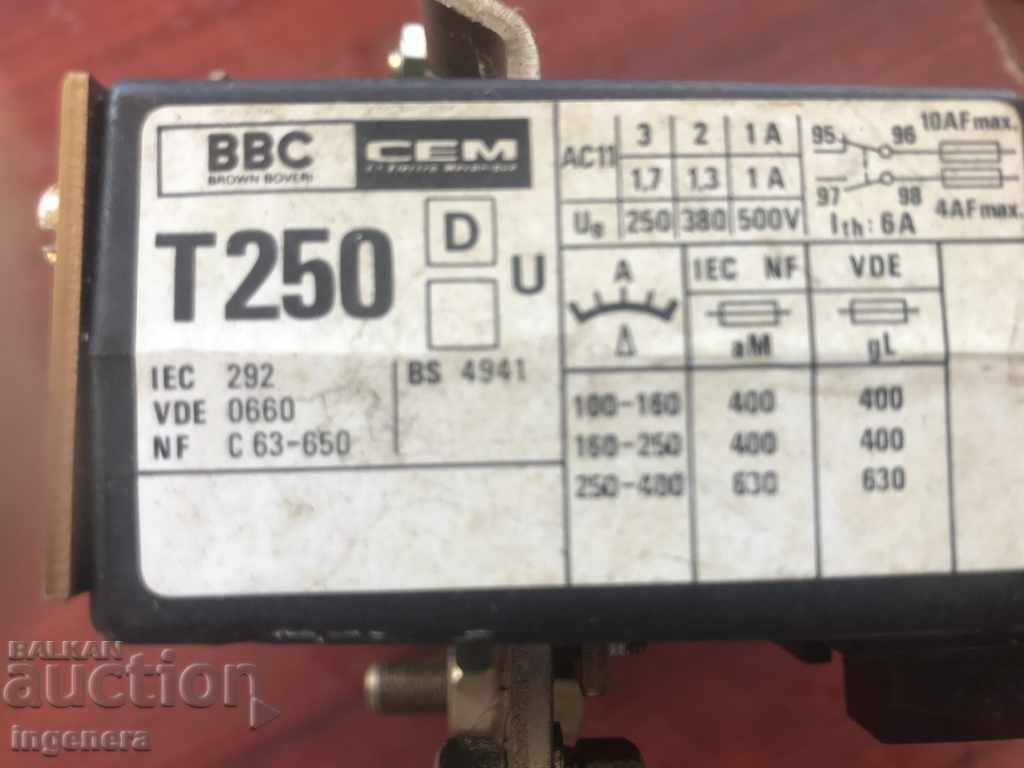 BBC
BROWN BOVERI
CEM
T250
D
U
IEC 292
VDE 0660
NF C 63-650
BS 4941
AC11 3 2 1 A
1,7 1,3 1 A
Ue 250 380 500V
95 96 10AF max.
97 98 4AF max.
Ith: 6A
A IEC NF VDE
aM gL
100-160 400 400
160-250 400 400
250-400 630 630
BALKAN
auction
ingenera